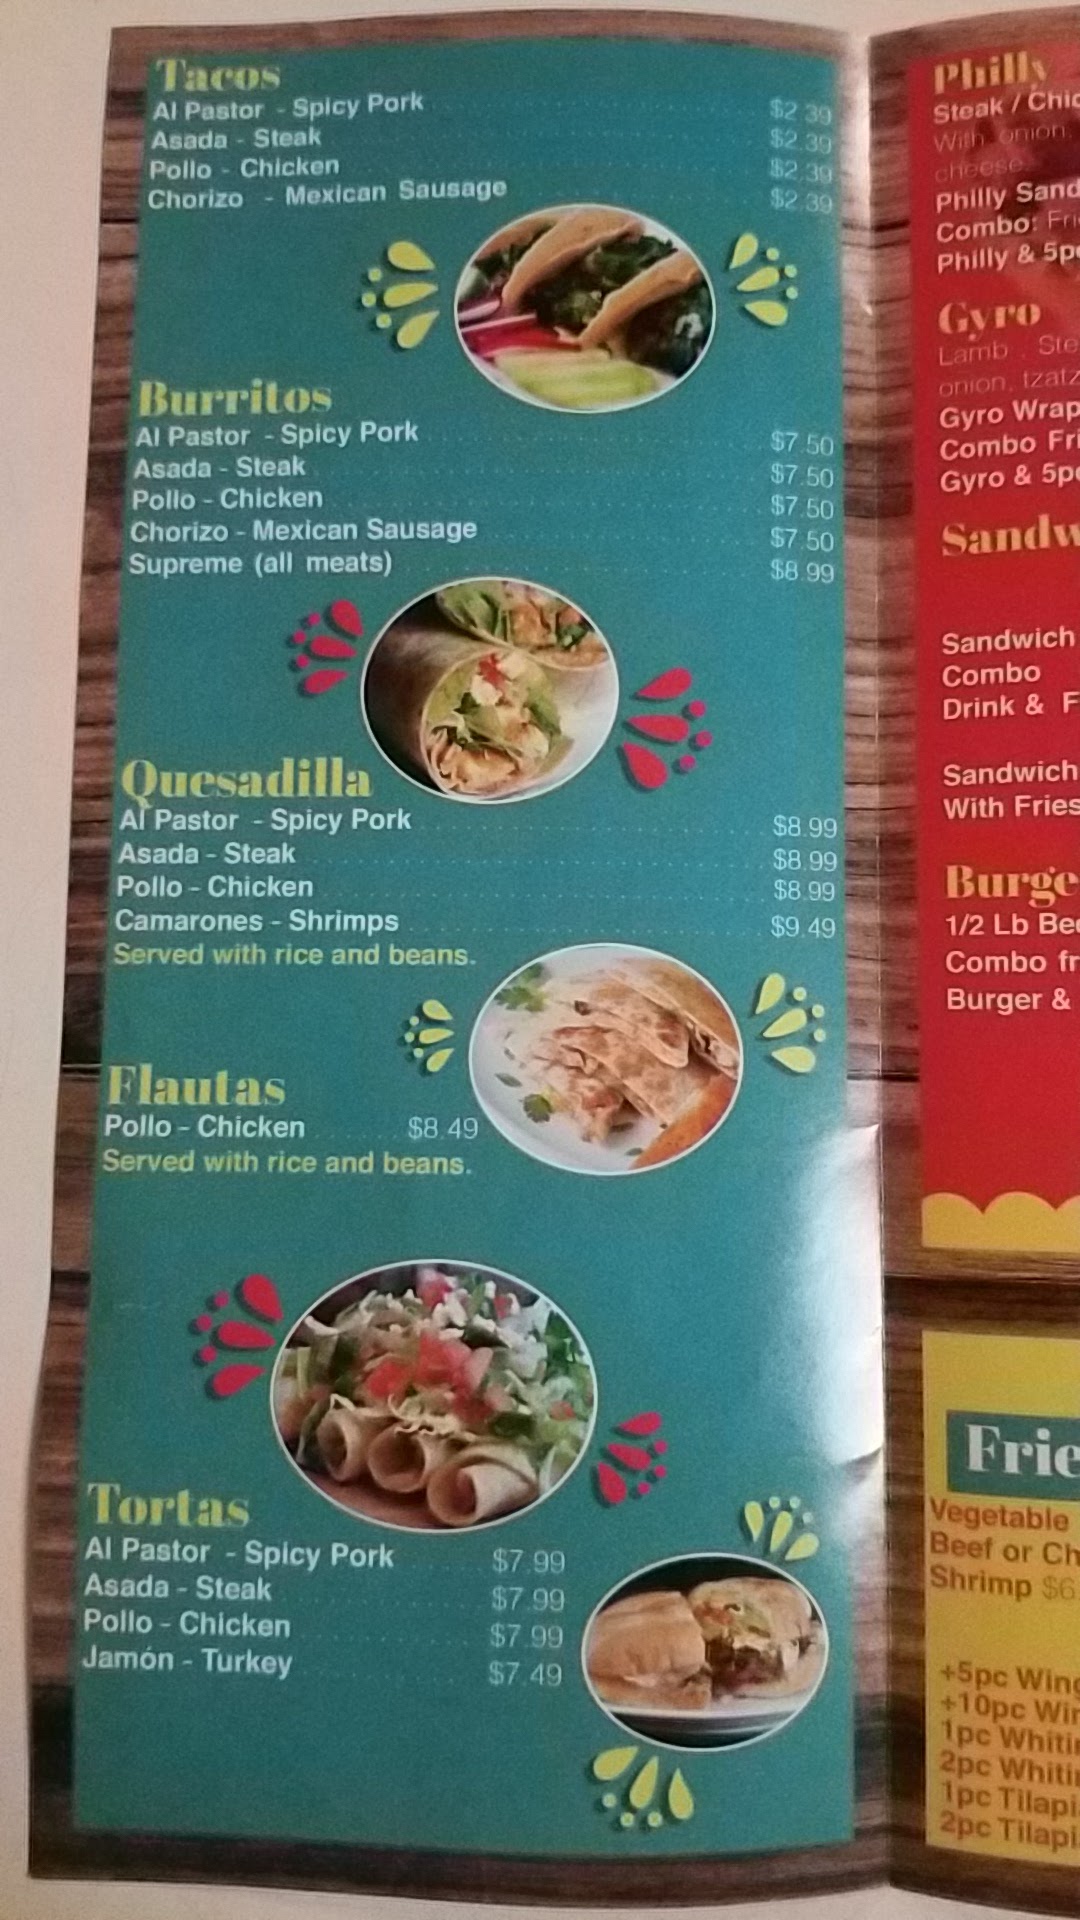 Tacos
Al Pastor - Spicy Pork $2.39
Asada - Steak $2.39
Pollo - Chicken $2.39
Chorizo - Mexican Sausage $2.39
Burritos
Al Pastor - Spicy Pork $7.50
Asada - Steak $7.50
Pollo - Chicken $7.50
Chorizo - Mexican Sausage $7.50
Supreme (all meats) $8.99
Quesadilla
Al Pastor - Spicy Pork $8.99
Asada - Steak $8.99
Pollo - Chicken $8.99
Camarones - Shrimps $9.49
Served with rice and beans.
Flautas
Pollo - Chicken $8.49
Served with rice and beans.
Tortas
Al Pastor - Spicy Pork $7.99
Asada - Steak $7.99
Pollo - Chicken $7.99
Jamón - Turkey $7.49
Philly
Steak / Chic
With onion,
cheese
Philly Sand
Combo: Fri
Philly & 5p
Gyro
Lamb . Ste
onion, tzatz
Gyro Wrap
Combo Fri
Gyro & 5p
Sandw
Sandwich
Combo
Drink & F
Sandwich
With Fries
Burge
1/2 Lb Bee
Combo fr
Burger &
Frie
Vegetable
Beef or Ch
Shrimp $6
+5pc Wing
+10pc Win
1pc Whitin
2pc Whitin
1pc Tilapi
2pc Tilapi